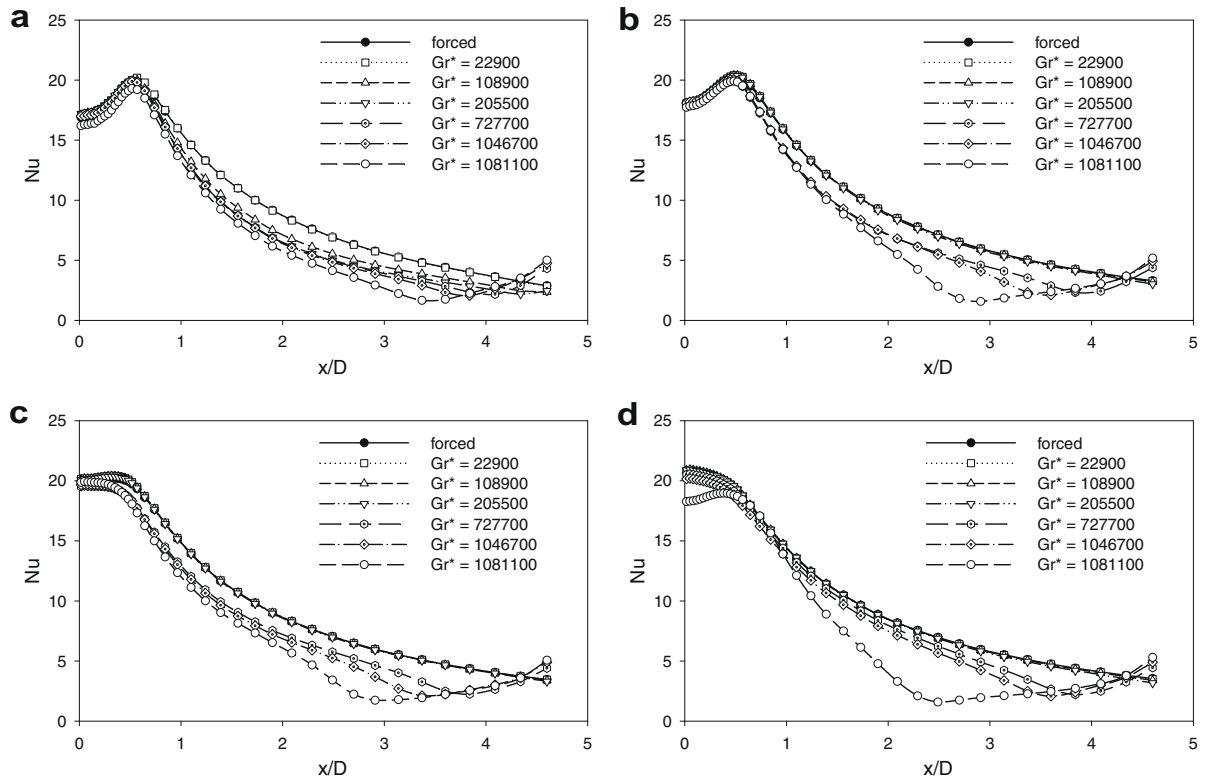 a
25
20
15
10
5
0
Nu
0 1 2 3 4 5
x/D
forced
Gr* = 22900
Gr* = 108900
Gr* = 205500
Gr* = 727700
Gr* = 1046700
Gr* = 1081100
b
25
20
15
10
5
0
Nu
0 1 2 3 4 5
x/D
forced
Gr* = 22900
Gr* = 108900
Gr* = 205500
Gr* = 727700
Gr* = 1046700
Gr* = 1081100
c
25
20
15
10
5
0
Nu
0 1 2 3 4 5
x/D
forced
Gr* = 22900
Gr* = 108900
Gr* = 205500
Gr* = 727700
Gr* = 1046700
Gr* = 1081100
d
25
20
15
10
5
0
Nu
0 1 2 3 4 5
x/D
forced
Gr* = 22900
Gr* = 108900
Gr* = 205500
Gr* = 727700
Gr* = 1046700
Gr* = 1081100